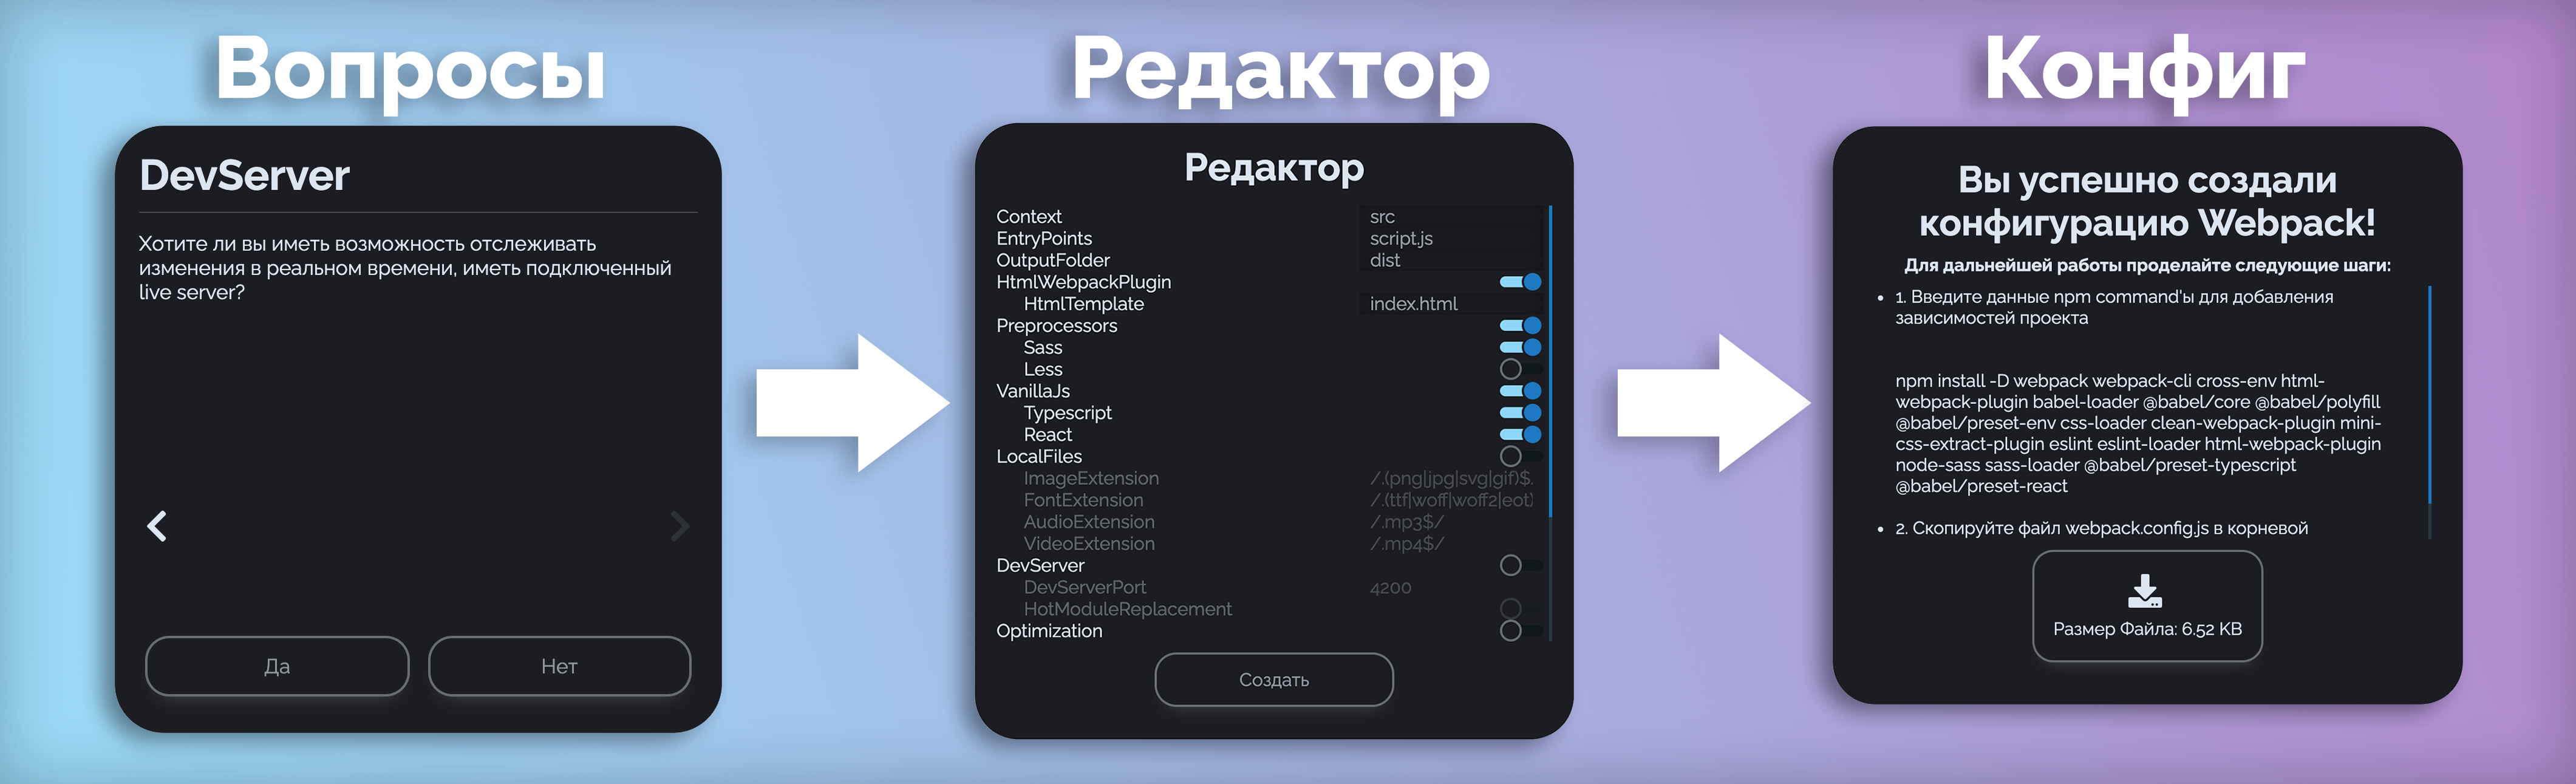 Вопросы
DevServer
Хотите ли вы иметь возможность отслеживать
изменения в реальном времени, иметь подключенный
live server?
Да
Нет
Редактор
Редактор
Context src
EntryPoints script.js
OutputFolder dist
HtmlWebpackPlugin
HtmlTemplate index.html
Preprocessors
Sass
Less
VanillaJs
Typescript
React
LocalFiles
ImageExtension /.(png|jpg|svg|gif)$.
FontExtension /.(ttf|woff|woff2|eot)
AudioExtension /.mp3$/
VideoExtension /.mp4$/
DevServer
DevServerPort 4200
HotModuleReplacement
Optimization
Создать
Конфиг
Вы успешно создали
конфигурацию Webpack!
Для дальнейшей работы проделайте следующие шаги:
• 1. Введите данные npm command'ы для добавления
зависимостей проекта
npm install -D webpack webpack-cli cross-env html-
webpack-plugin babel-loader @babel/core @babel/polyfill
@babel/preset-env css-loader clean-webpack-plugin mini-
css-extract-plugin eslint eslint-loader html-webpack-plugin
node-sass sass-loader @babel/preset-typescript
@babel/preset-react
• 2. Скопируйте файл webpack.config.js в корневой
Размер Файла: 6.52 KB